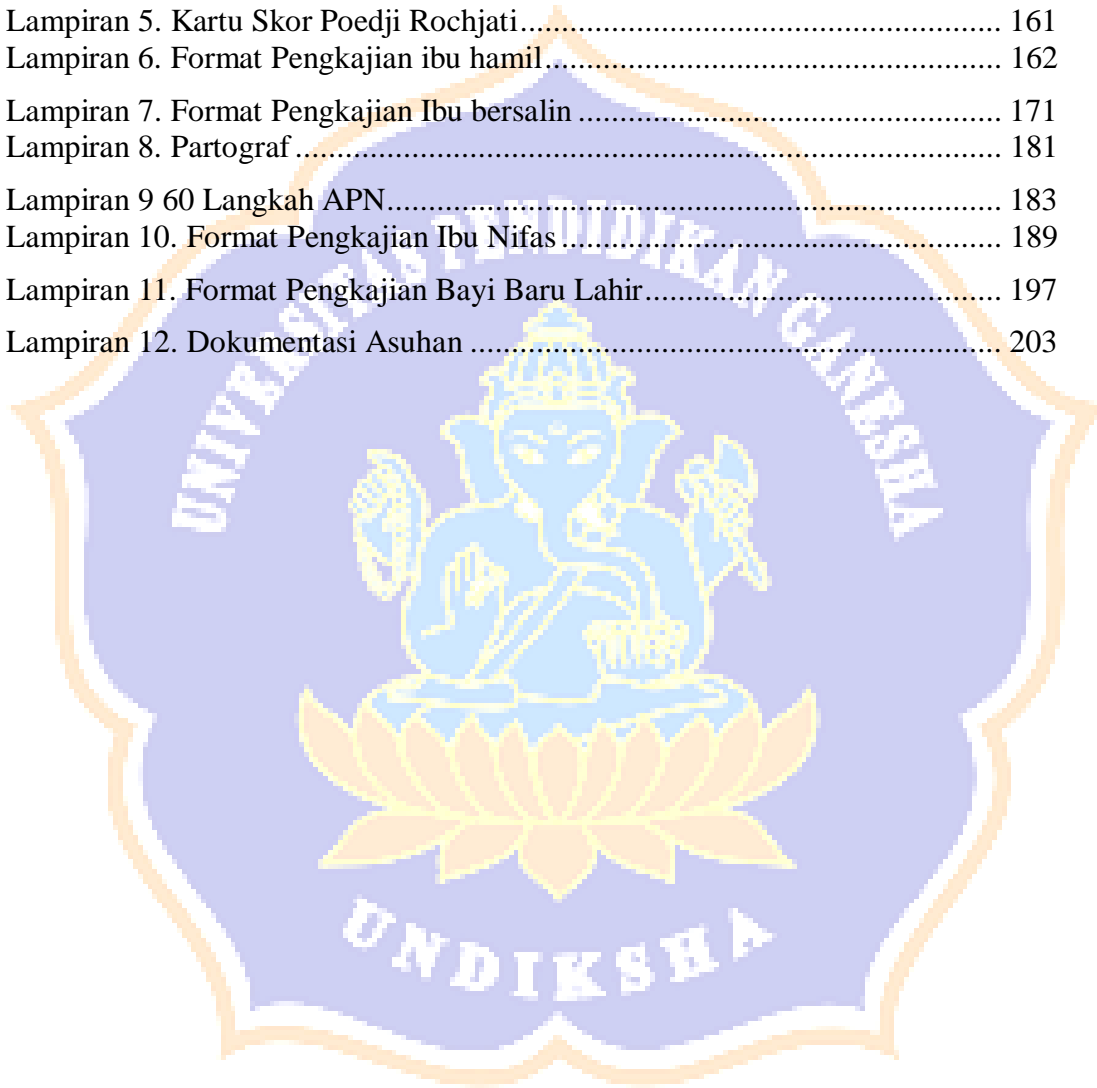 Lampiran 5. Kartu Skor Poedji Rochjati............................................................. 161
Lampiran 6. Format Pengkajian ibu hamil.......................................................... 162
Lampiran 7. Format Pengkajian Ibu bersalin ..................................................... 171
Lampiran 8. Partograf ......................................................................................... 181
Lampiran 9 60 Langkah APN.............................................................................. 183
Lampiran 10. Format Pengkajian Ibu Nifas ....................................................... 189
Lampiran 11. Format Pengkajian Bayi Baru Lahir............................................. 197
Lampiran 12. Dokumentasi Asuhan ................................................................... 203
UNIVERSITAS PENDIDIKAN GANESHA
UNDIKSHA